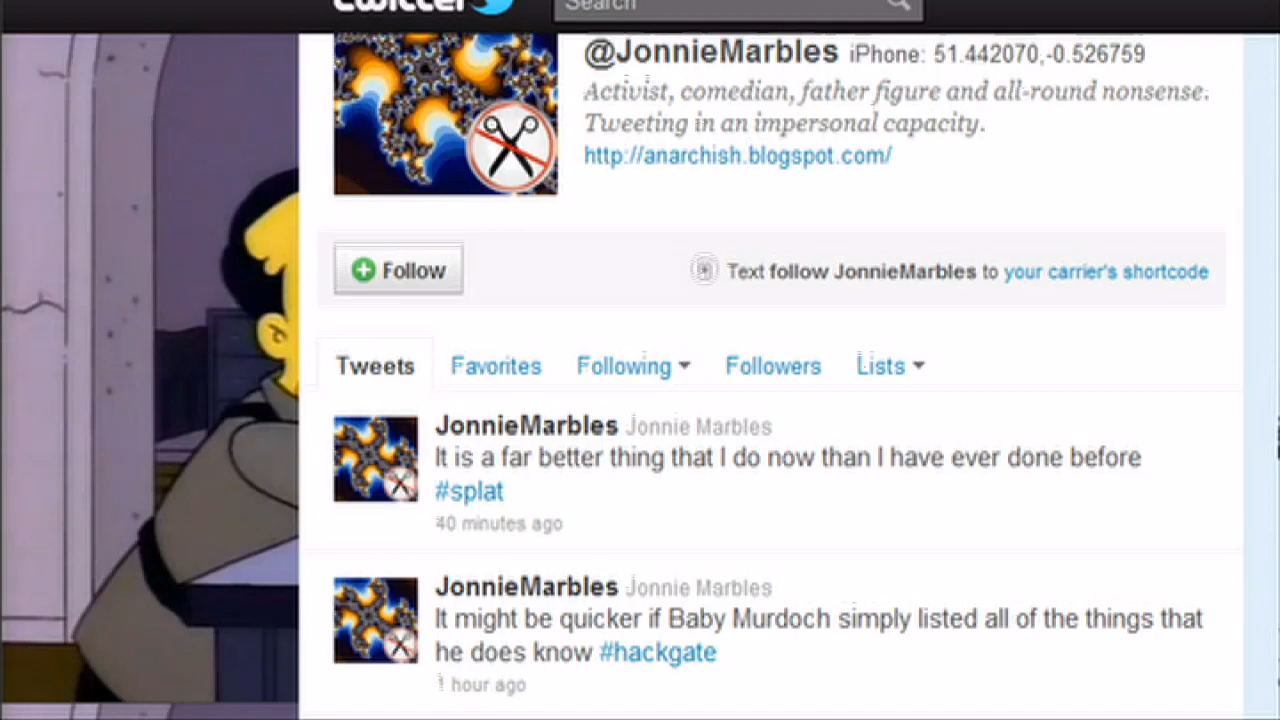 twitter
Search
@JonnieMarbles iPhone: 51.442070,-0.526759
Activist, comedian, father figure and all-round nonsense.
Tweeting in an impersonal capacity.
http://anarchish.blogspot.com/
Follow
Text follow JonnieMarbles to your carrier's shortcode
Tweets Favorites Following Followers Lists
JonnieMarbles Jonnie Marbles
It is a far better thing that I do now than I have ever done before
#splat
40 minutes ago
JonnieMarbles Jonnie Marbles
It might be quicker if Baby Murdoch simply listed all of the things that
he does know #hackgate
1 hour ago